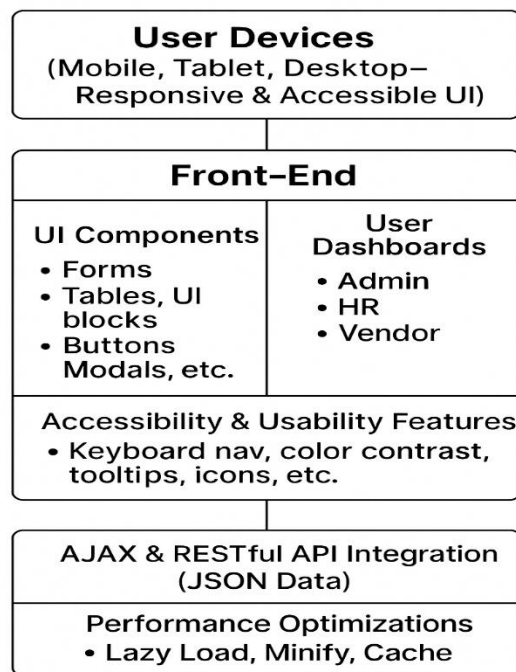 User Devices
(Mobile, Tablet, Desktop–
Responsive & Accessible UI)
Front–End
UI Components
• Forms
• Tables, UI
blocks
• Buttons
Modals, etc.
User
Dashboards
• Admin
• HR
• Vendor
Accessibility & Usability Features
• Keyboard nav, color contrast,
tooltips, icons, etc.
AJAX & RESTful API Integration
(JSON Data)
Performance Optimizations
• Lazy Load, Minify, Cache